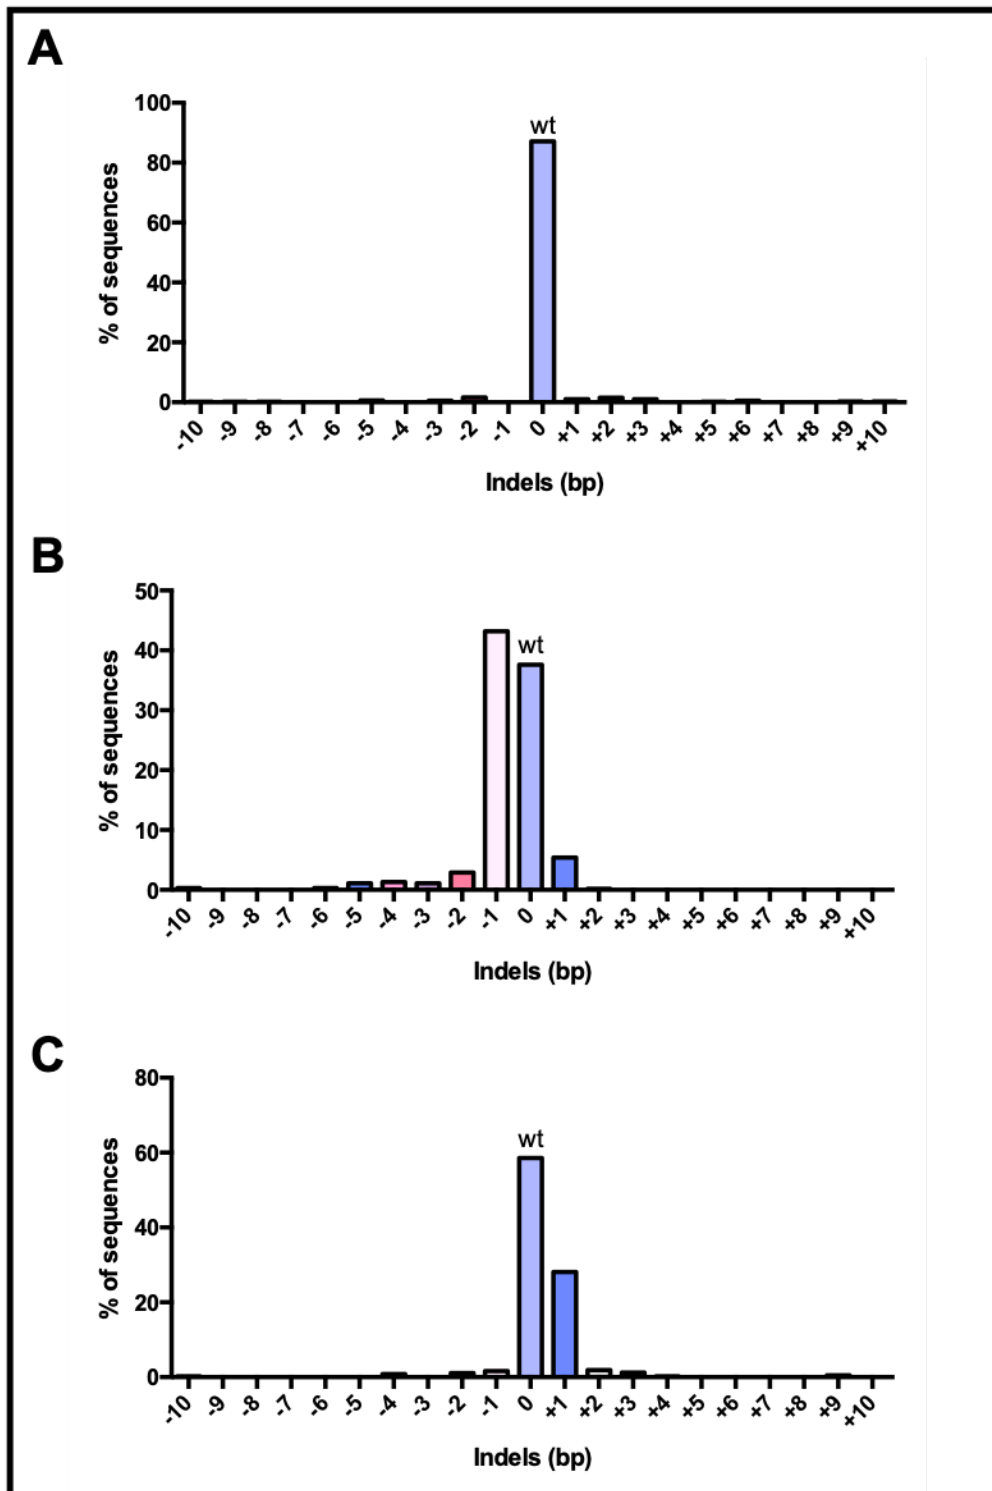 A
100
80
60
40
20
0
% of sequences
wt
-10 -9 -8 -7 -6 -5 -4 -3 -2 -1 0 +1 +2 +3 +4 +5 +6 +7 +8 +9 +10
Indels (bp)
B
50
40
30
20
10
0
% of sequences
wt
-10 -9 -8 -7 -6 -5 -4 -3 -2 -1 0 +1 +2 +3 +4 +5 +6 +7 +8 +9 +10
Indels (bp)
C
80
60
40
20
0
% of sequences
wt
-10 -9 -8 -7 -6 -5 -4 -3 -2 -1 0 +1 +2 +3 +4 +5 +6 +7 +8 +9 +10
Indels (bp)